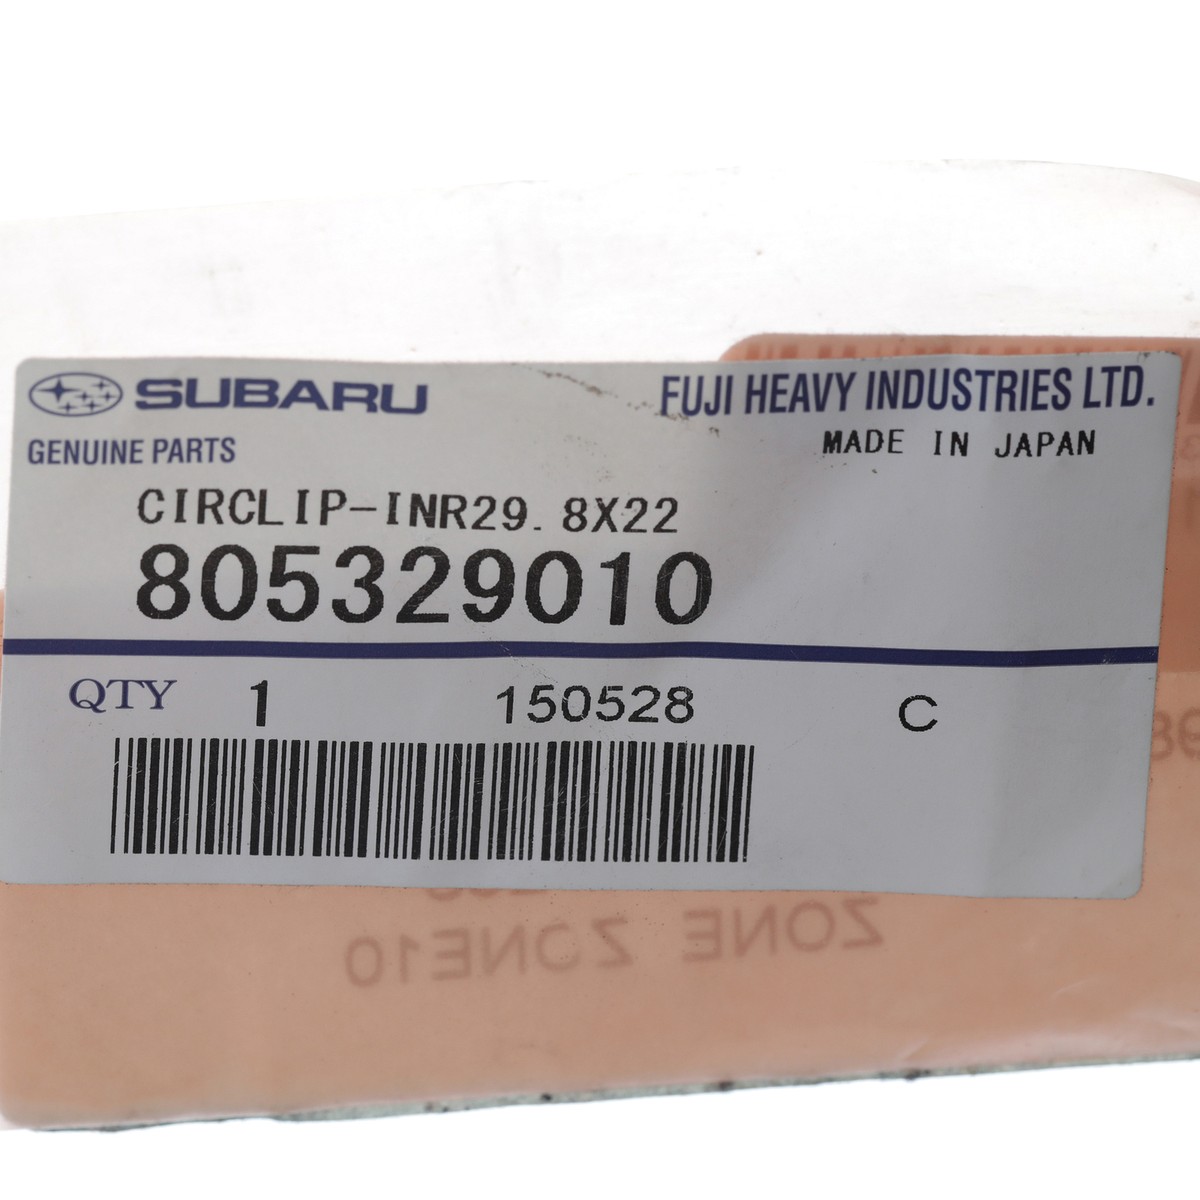 SUBARU
FUJI HEAVY INDUSTRIES LTD.
GENUINE PARTS
MADE IN JAPAN
CIRCLIP-INR29. 8X22
805329010
QTY 1 150528 C
ZONE ZONE10